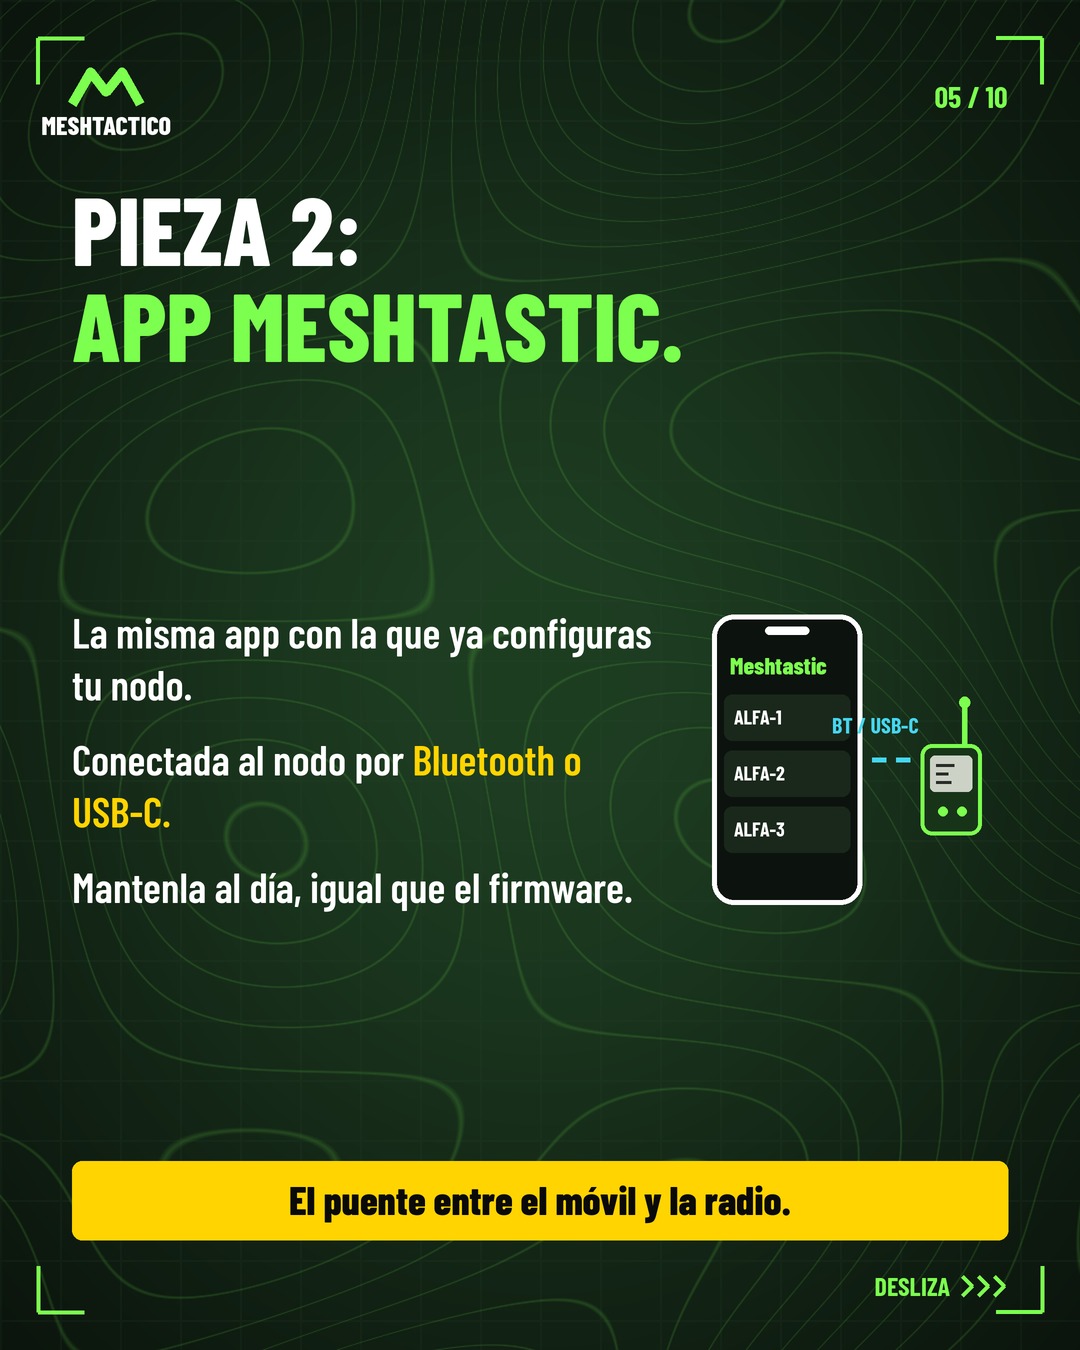 MESHTACTICO
05 / 10
PIEZA 2:
APP MESHTASTIC.
La misma app con la que ya configuras
tu nodo.
Conectada al nodo por Bluetooth o
USB-C.
Mantenla al día, igual que el firmware.
Meshtastic
ALFA-1
ALFA-2
ALFA-3
BT / USB-C
El puente entre el móvil y la radio.
DESLIZA